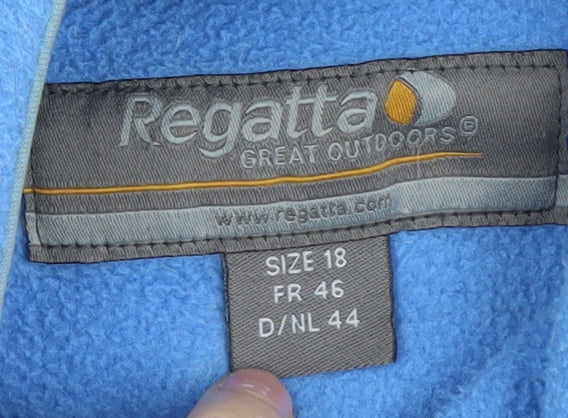 Regatta
GREAT OUTDOORS®
www.regatta.com
SIZE 18
FR 46
D/NL 44